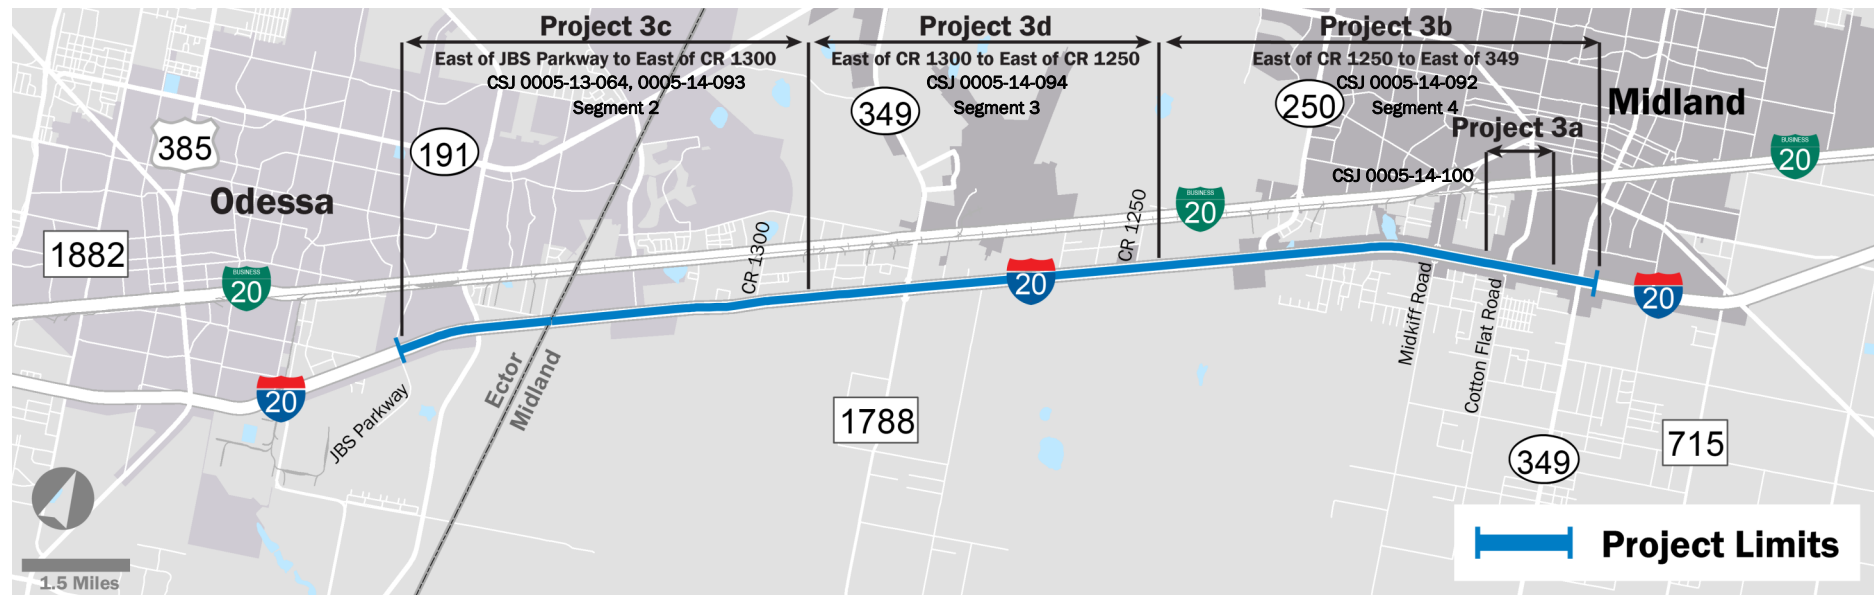 Project 3c
East of JBS Parkway to East of CR 1300
CSJ 0005-13-064, 0005-14-093
Segment 2
Project 3d
East of CR 1300 to East of CR 1250
CSJ 0005-14-094
Segment 3
Project 3b
East of CR 1250 to East of 349
CSJ 0005-14-092
Segment 4
Project 3a
CSJ 0005-14-100
Midland
Odessa
385
191
349
250
BUSINESS
20
BUSINESS
20
1882
BUSINESS
20
CR 1300
CR 1250
20
20
20
Midkiff Road
Cotton Flat Road
JBS Parkway
Ector
Midland
1788
349
715
1.5 Miles
Project Limits